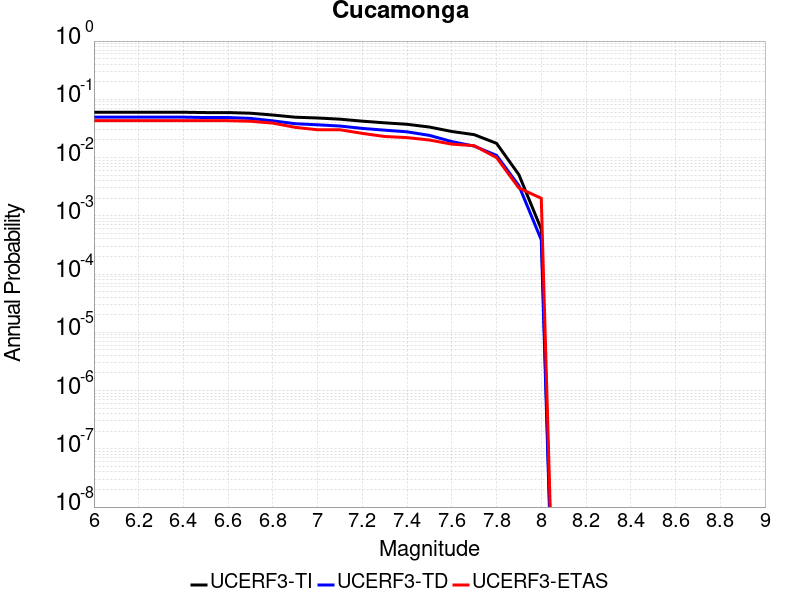 Cucamonga
10^0
10^-1
10^-2
10^-3
10^-4
10^-5
10^-6
10^-7
10^-8
Annual Probability
6 6.2 6.4 6.6 6.8 7 7.2 7.4 7.6 7.8 8 8.2 8.4 8.6 8.8 9
Magnitude
UCERF3-TI UCERF3-TD UCERF3-ETAS